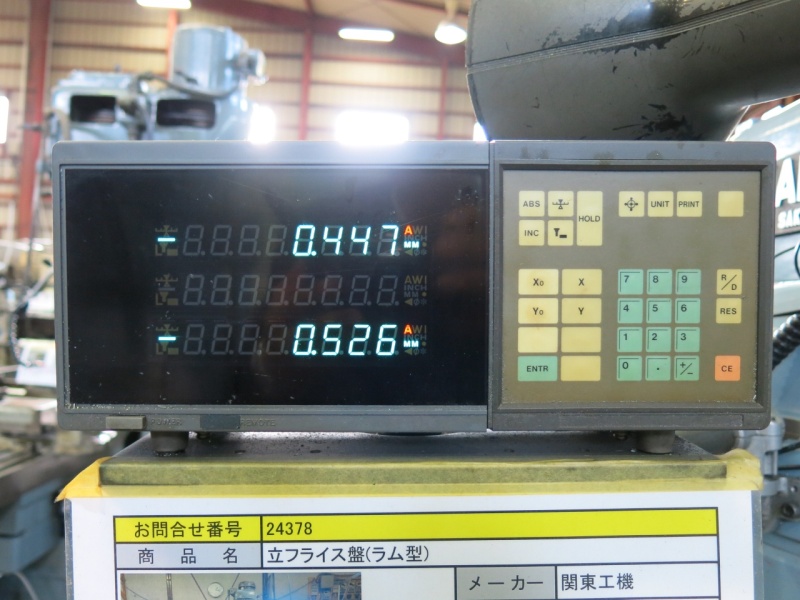 - 0.447 A MM
- 0.526 A MM
ABS HOLD UNIT PRINT
INC
X₀ X 7 8 9 R/D
Y₀ Y 4 5 6 RES
1 2 3
ENTR 0 . +/- CE
お問合せ番号 24378
商品名 立フライス盤(ラム型)
メーカー 関東工機